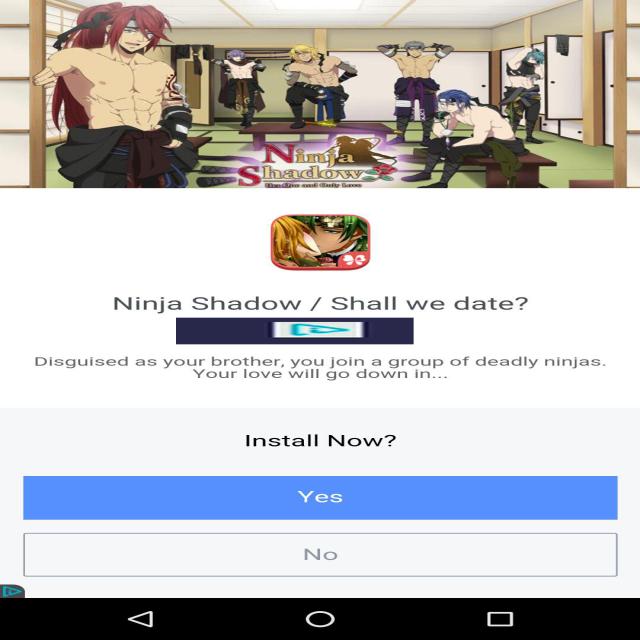 Ninja
Shadow
Her One and Only Love
Ninja Shadow / Shall we date?
Disguised as your brother, you join a group of deadly ninjas.
Your love will go down in...
Install Now?
Yes
No